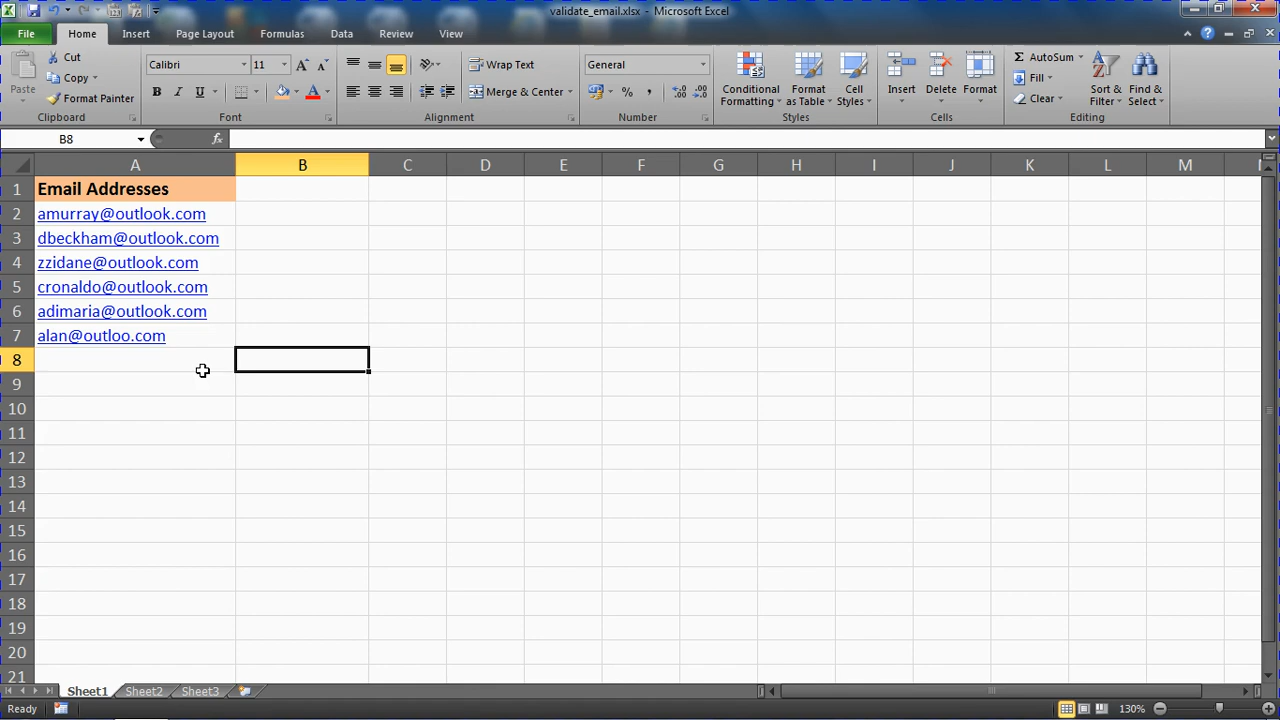 validate_email.xlsx - Microsoft Excel
File Home Insert Page Layout Formulas Data Review View
Cut
Copy
Format Painter
Paste
Clipboard
Calibri 11
B I U
Font
Wrap Text
Merge & Center
Alignment
General
%
Number
Conditional Formatting
Format as Table
Cell Styles
Styles
Insert Delete Format
Cells
AutoSum
Fill
Clear
Sort & Filter
Find & Select
Editing
B8 fx
A B C D E F G H I J K L M
1 Email Addresses
2 amurray@outlook.com
3 dbeckham@outlook.com
4 zzidane@outlook.com
5 cronaldo@outlook.com
6 adimaria@outlook.com
7 alan@outloo.com
8
9
10
11
12
13
14
15
16
17
18
19
20
21
Sheet1 Sheet2 Sheet3
Ready 130%